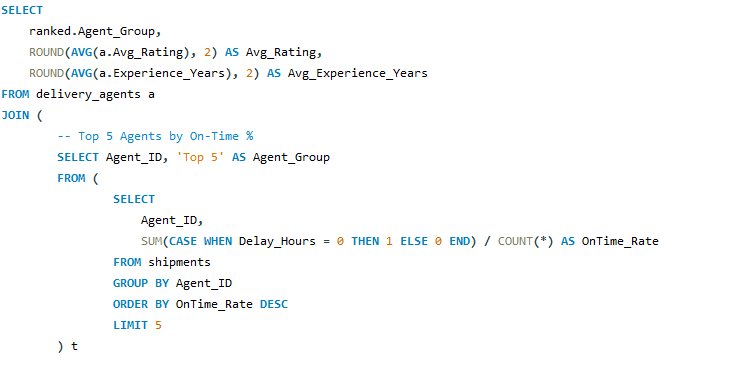 SELECT
ranked.Agent_Group,
ROUND(AVG(a.Avg_Rating), 2) AS Avg_Rating,
ROUND(AVG(a.Experience_Years), 2) AS Avg_Experience_Years
FROM delivery_agents a
JOIN (
-- Top 5 Agents by On-Time %
SELECT Agent_ID, 'Top 5' AS Agent_Group
FROM (
SELECT
Agent_ID,
SUM(CASE WHEN Delay_Hours = 0 THEN 1 ELSE 0 END) / COUNT(*) AS OnTime_Rate
FROM shipments
GROUP BY Agent_ID
ORDER BY OnTime_Rate DESC
LIMIT 5
) t